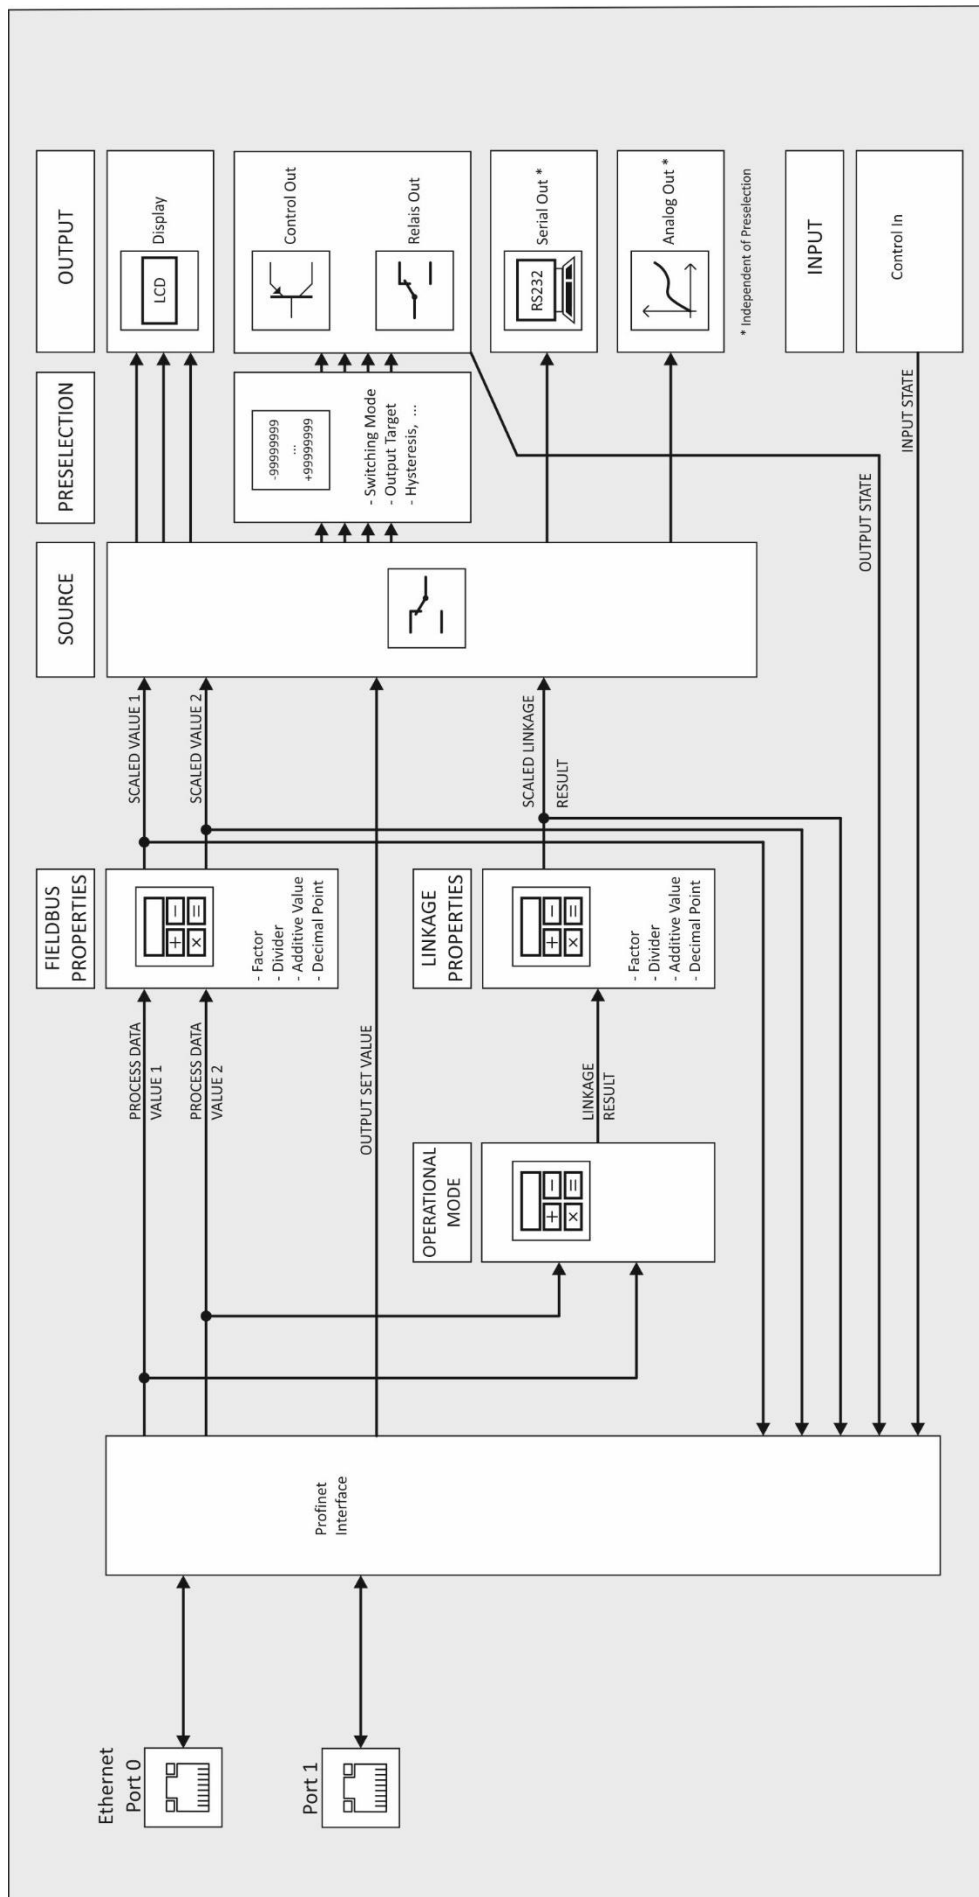 Ethernet
Port 0
Port 1
Profinet
Interface
PROCESS DATA
VALUE 1
PROCESS DATA
VALUE 2
OUTPUT SET VALUE
OPERATIONAL
MODE
+ −
× =
LINKAGE
RESULT
FIELDBUS
PROPERTIES
+ −
× =
- Factor
- Divider
- Additive Value
- Decimal Point
LINKAGE
PROPERTIES
+ −
× =
- Factor
- Divider
- Additive Value
- Decimal Point
SCALED VALUE 1
SCALED VALUE 2
SCALED LINKAGE
RESULT
SOURCE
PRESELECTION
-99999999
...
+99999999
- Switching Mode
- Output Target
- Hysteresis, ...
OUTPUT
LCD
Display
Control Out
Relais Out
RS232
Serial Out *
Analog Out *
* Independent of Preselection
INPUT
Control In
OUTPUT STATE
INPUT STATE